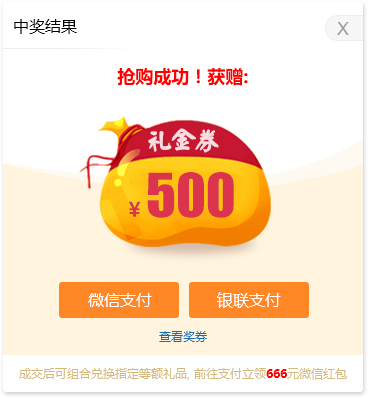 中奖结果
X
抢购成功！获赠:
礼金券
¥500
微信支付 银联支付
查看奖券
成交后可组合兑换指定等额礼品, 前往支付立领666元微信红包